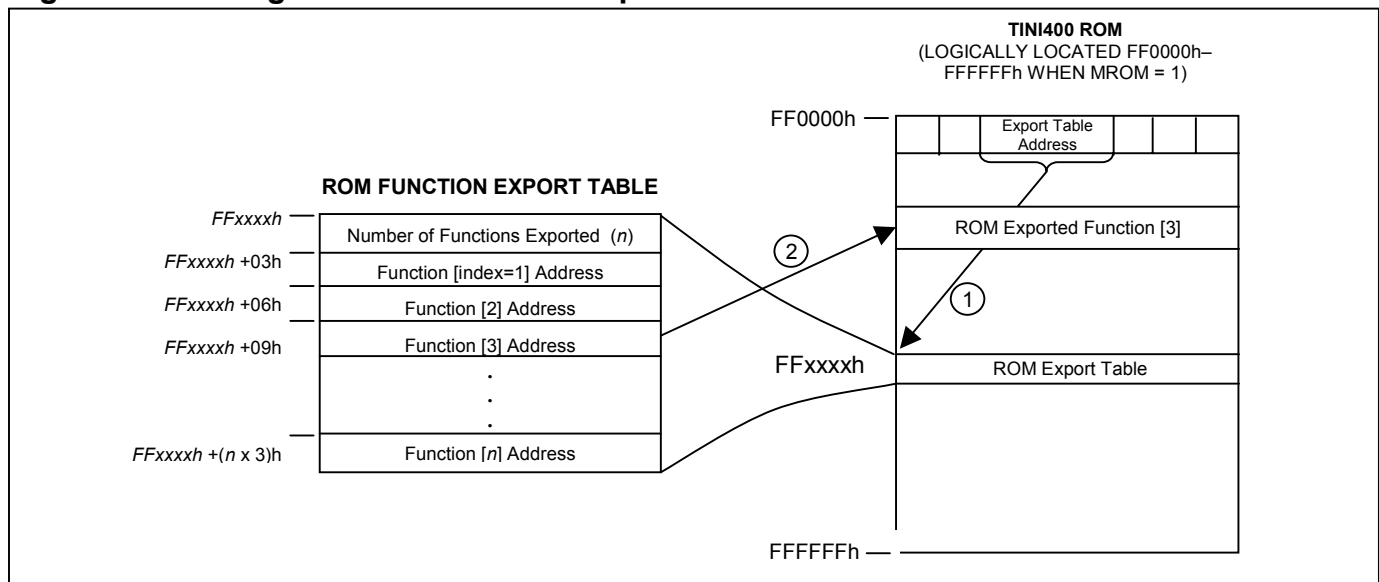 TINI400 ROM
(LOGICALLY LOCATED FF0000h–
FFFFFFh WHEN MROM = 1)
FF0000h
Export Table
Address
ROM FUNCTION EXPORT TABLE
FFxxxxh
Number of Functions Exported (n)
ROM Exported Function [3]
2
FFxxxxh +03h
Function [index=1] Address
FFxxxxh +06h
Function [2] Address
1
FFxxxxh +09h
Function [3] Address
FFxxxxh
ROM Export Table
.
.
.
FFxxxxh +(n x 3)h
Function [n] Address
FFFFFFh